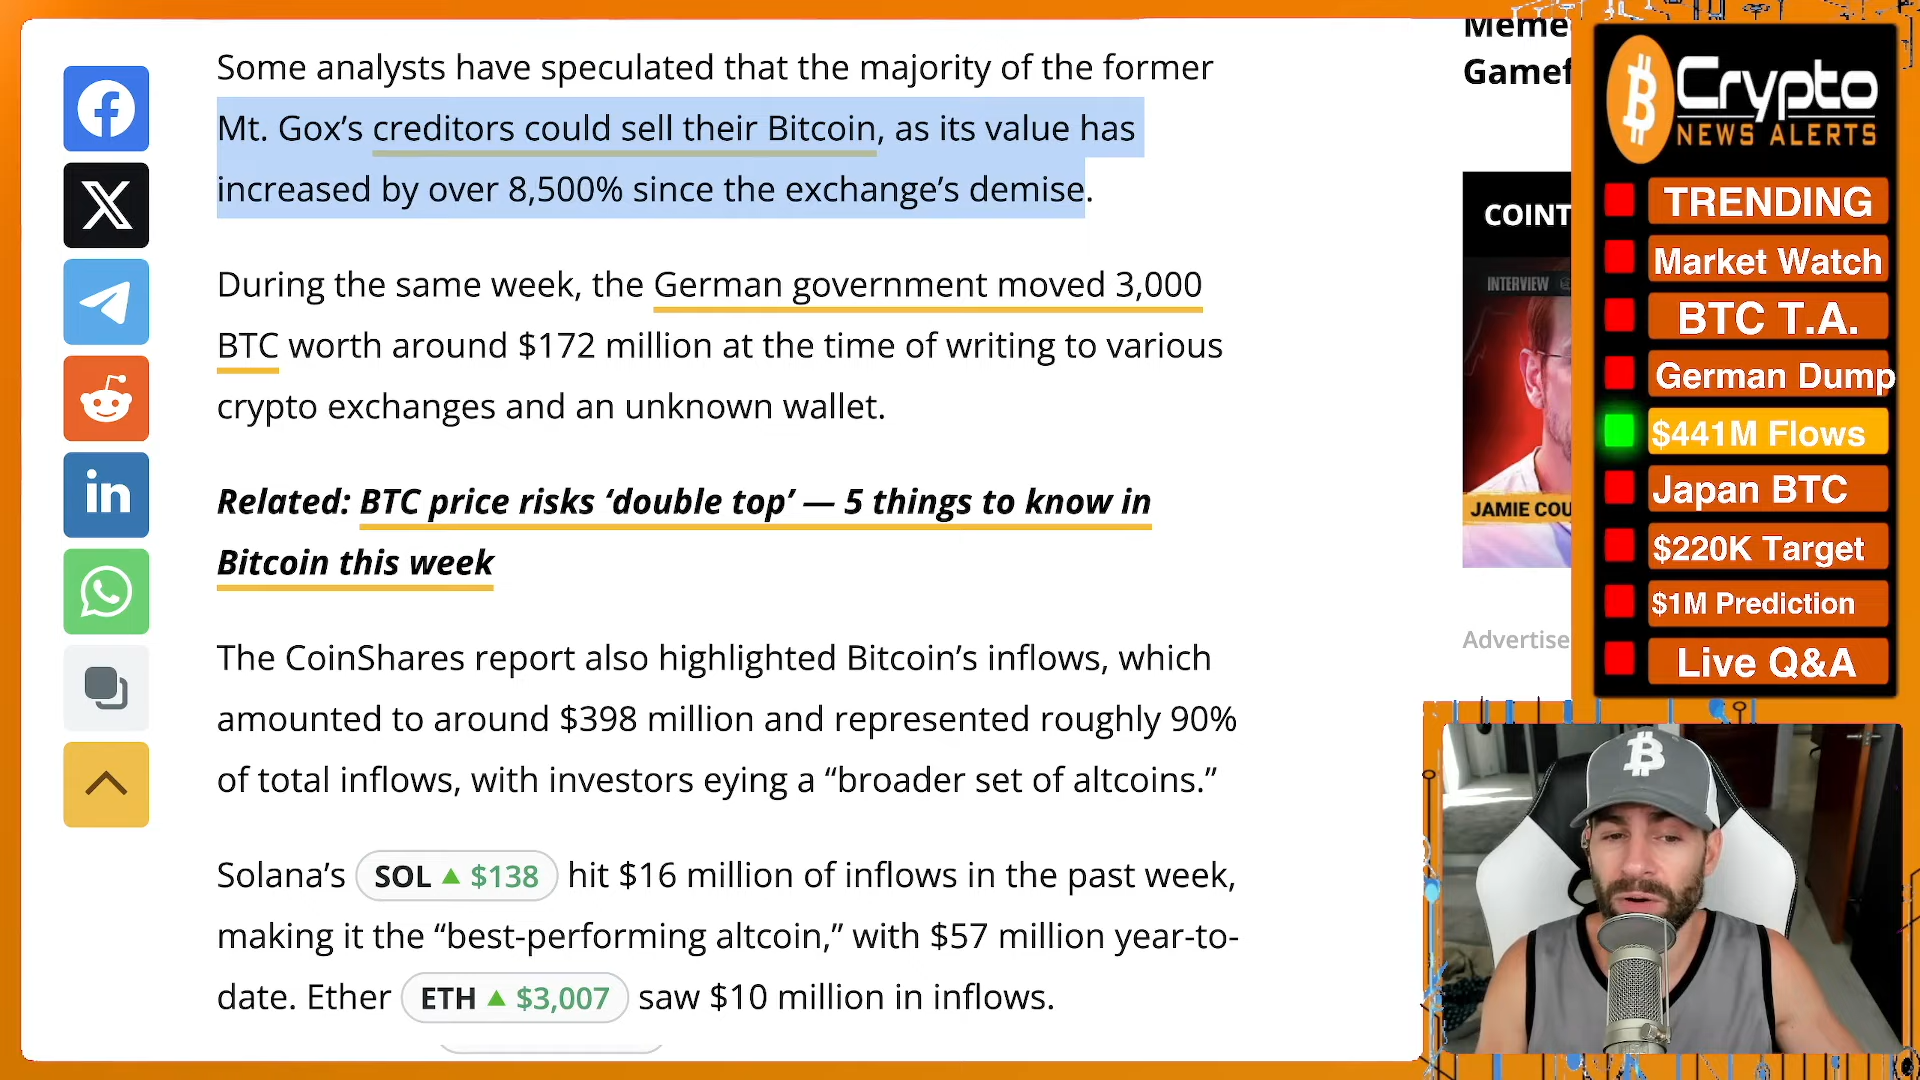 Some analysts have speculated that the majority of the former
Mt. Gox’s creditors could sell their Bitcoin, as its value has
increased by over 8,500% since the exchange’s demise.
During the same week, the German government moved 3,000
BTC worth around $172 million at the time of writing to various
crypto exchanges and an unknown wallet.
Related: BTC price risks ‘double top’ — 5 things to know in
Bitcoin this week
The CoinShares report also highlighted Bitcoin’s inflows, which
amounted to around $398 million and represented roughly 90%
of total inflows, with investors eying a “broader set of altcoins.”
Solana’s SOL ▲ $138 hit $16 million of inflows in the past week,
making it the “best-performing altcoin,” with $57 million year-to-
date. Ether ETH ▲ $3,007 saw $10 million in inflows.
in
Meme
Gamef
COINT
INTERVIEW
JAMIE COU
Advertise
Crypto
NEWS ALERTS
TRENDING
Market Watch
BTC T.A.
German Dump
$441M Flows
Japan BTC
$220K Target
$1M Prediction
Live Q&A